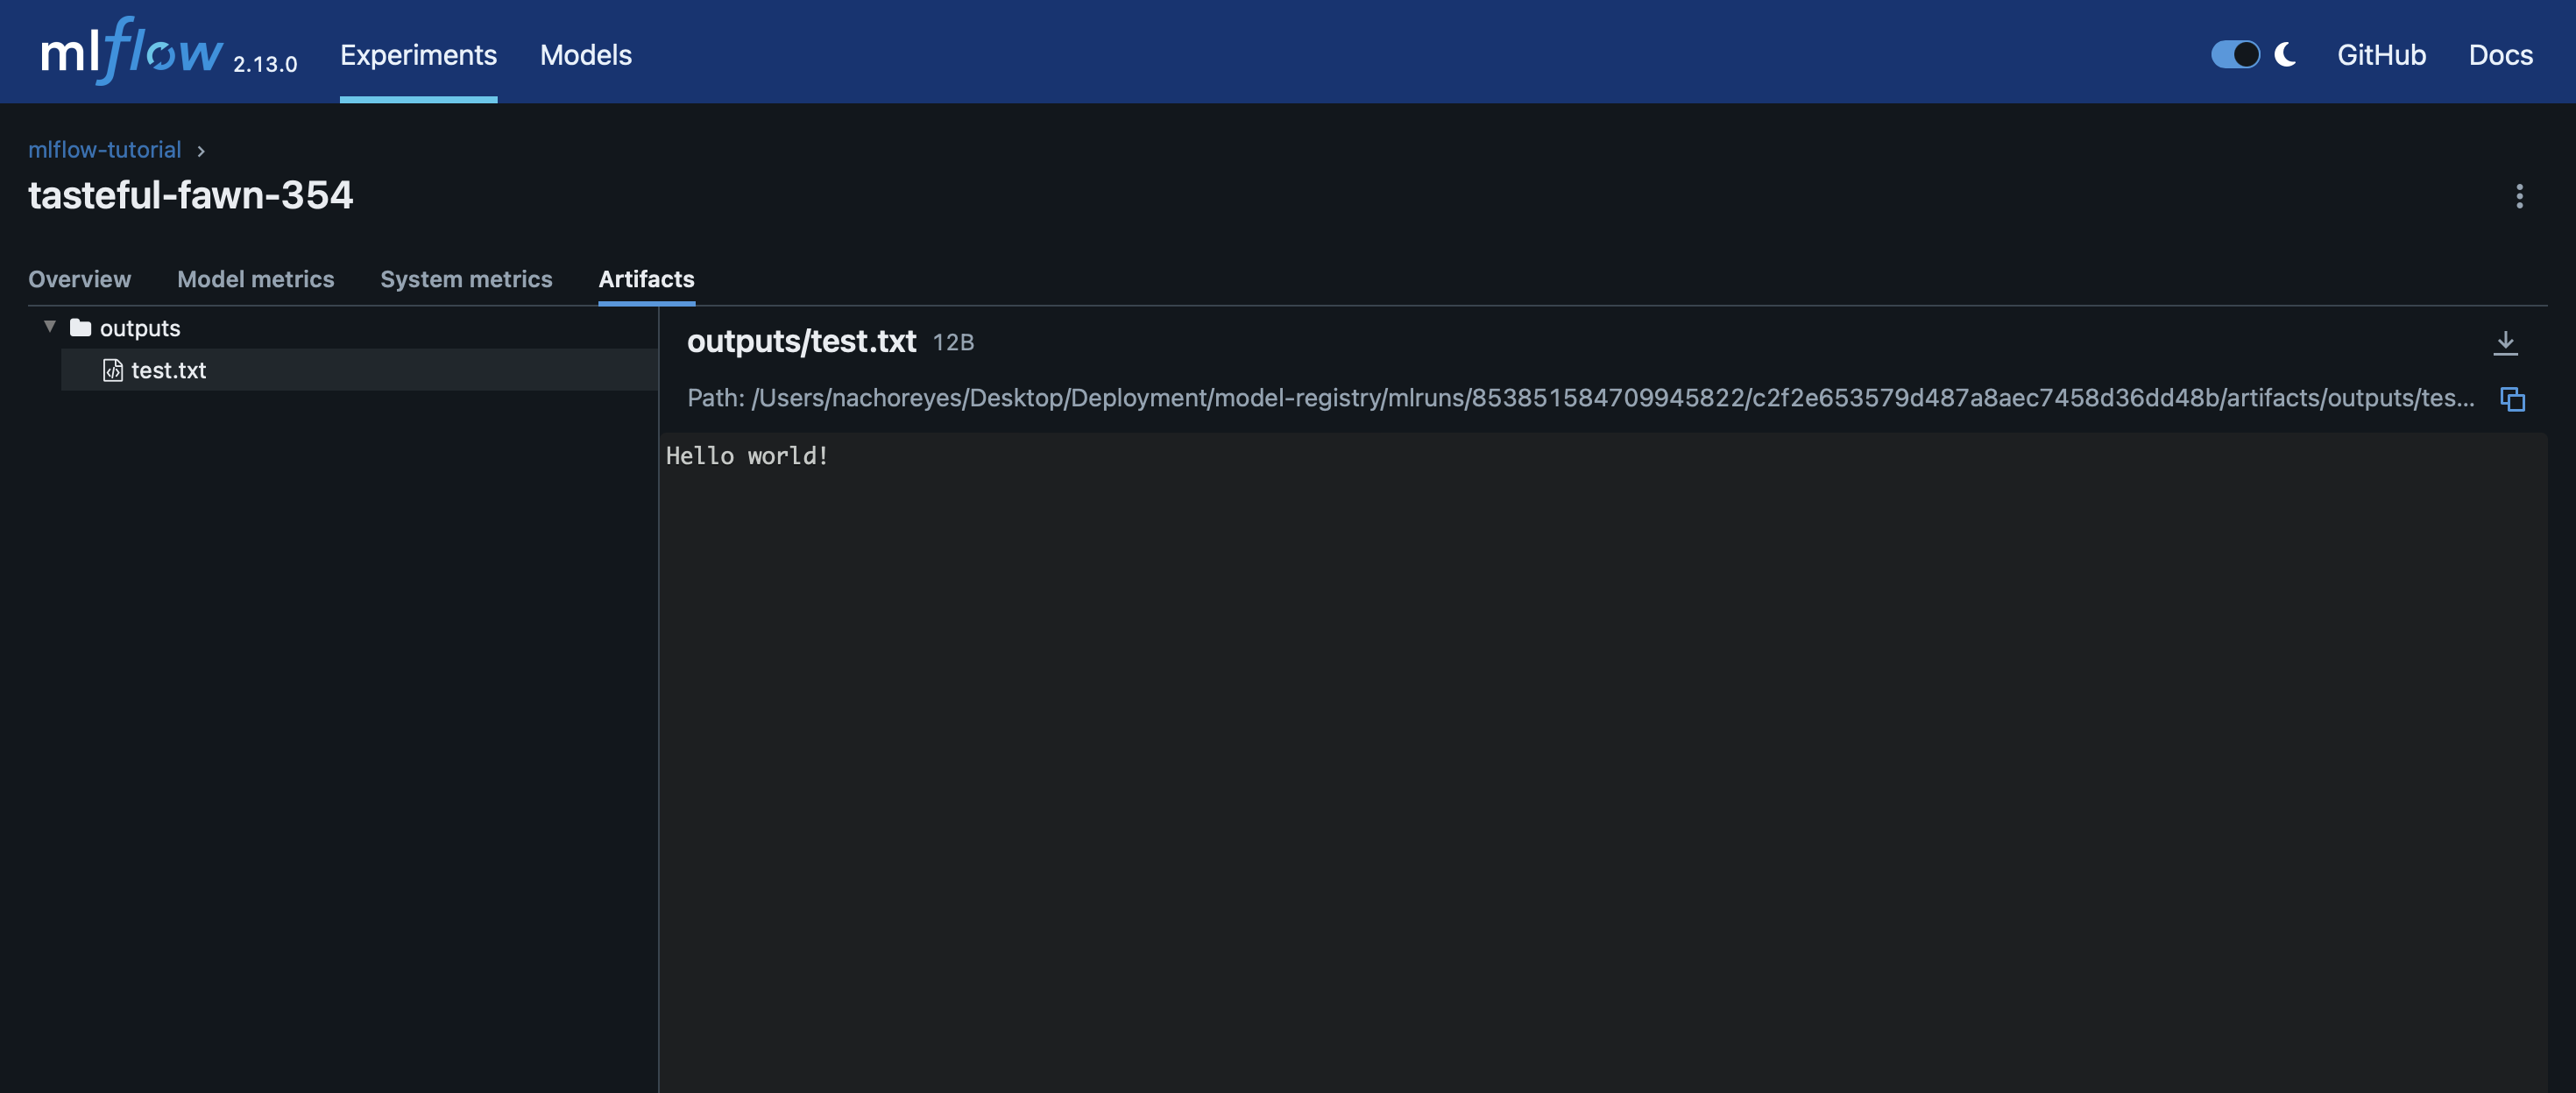 mlflow 2.13.0 Experiments Models GitHub Docs
mlflow-tutorial
tasteful-fawn-354
Overview Model metrics System metrics Artifacts
outputs
test.txt
outputs/test.txt 12B
Path: /Users/nachoreyes/Desktop/Deployment/model-registry/mlruns/853851584709945822/c2f2e653579d487a8aec7458d36dd48b/artifacts/outputs/tes...
Hello world!